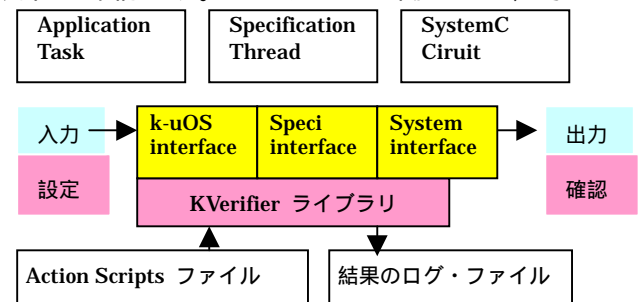 Application
Task
Specification
Thread
SystemC
Ciruit
入力
k-uOS
interface
Speci
interface
System
interface
出力
設定
KVerifier ライブラリ
確認
Action Scripts ファイル
結果のログ・ファイル